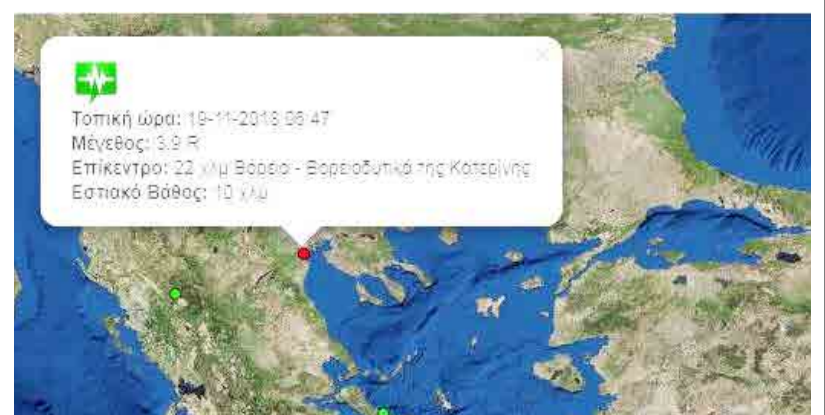 Τοπική ώρα: 19-11-2018 06:47
Μέγεθος: 3.9 R
Επίκεντρο: 22 χλμ Βόρεια - Βορειοδυτικά της Κατερίνης
Εστιακό Βάθος: 10 χλμ